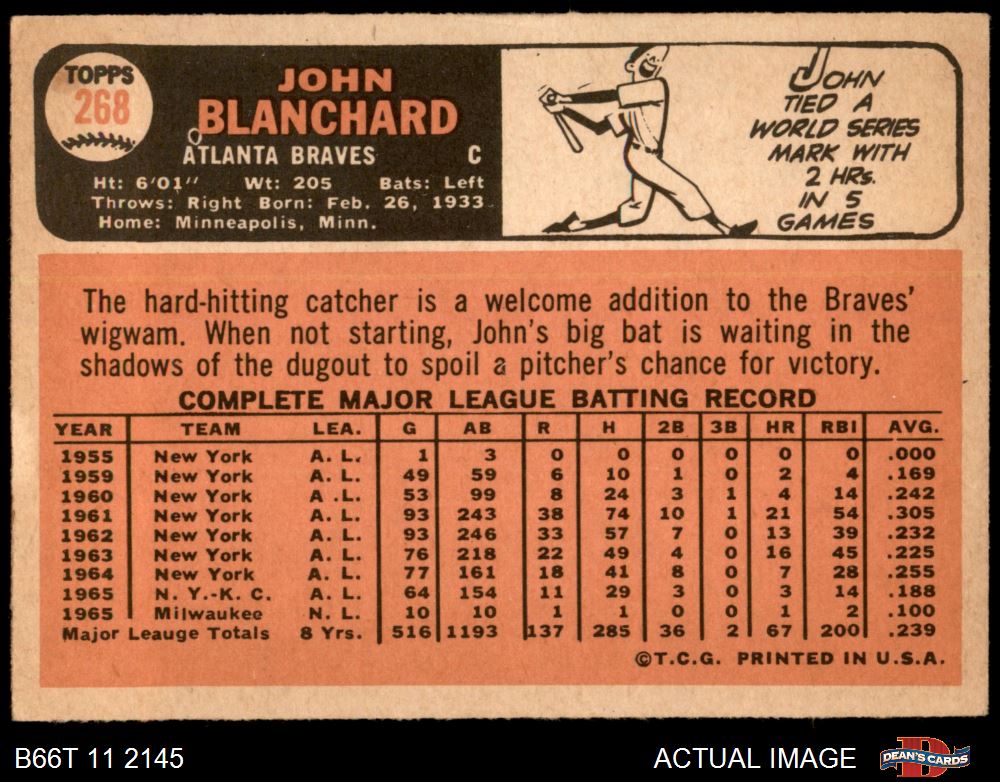 TOPPS
268
JOHN
BLANCHARD
ATLANTA BRAVES C
Ht: 6'01" Wt: 205 Bats: Left
Throws: Right Born: Feb. 26, 1933
Home: Minneapolis, Minn.
JOHN
TIED A
WORLD SERIES
MARK WITH
2 HRs.
IN 5
GAMES
The hard-hitting catcher is a welcome addition to the Braves'
wigwam. When not starting, John's big bat is waiting in the
shadows of the dugout to spoil a pitcher's chance for victory.
COMPLETE MAJOR LEAGUE BATTING RECORD
YEAR TEAM LEA. G AB R H 2B 3B HR RBI AVG.
1955 New York A. L. 1 3 0 0 0 0 0 0 .000
1959 New York A. L. 49 59 6 10 1 0 2 4 .169
1960 New York A .L. 53 99 8 24 3 1 4 14 .242
1961 New York A. L. 93 243 38 74 10 1 21 54 .305
1962 New York A. L. 93 246 33 57 7 0 13 39 .232
1963 New York A. L. 76 218 22 49 4 0 16 45 .225
1964 New York A. L. 77 161 18 41 8 0 7 28 .255
1965 N. Y.-K. C. A. L. 64 154 11 29 3 0 3 14 .188
1965 Milwaukee N. L. 10 10 1 1 0 0 1 2 .100
Major Leauge Totals 8 Yrs. 516 1193 137 285 36 2 67 200 .239
©T.C.G. PRINTED IN U.S.A.
B66T 11 2145 ACTUAL IMAGE DEAN'S CARDS